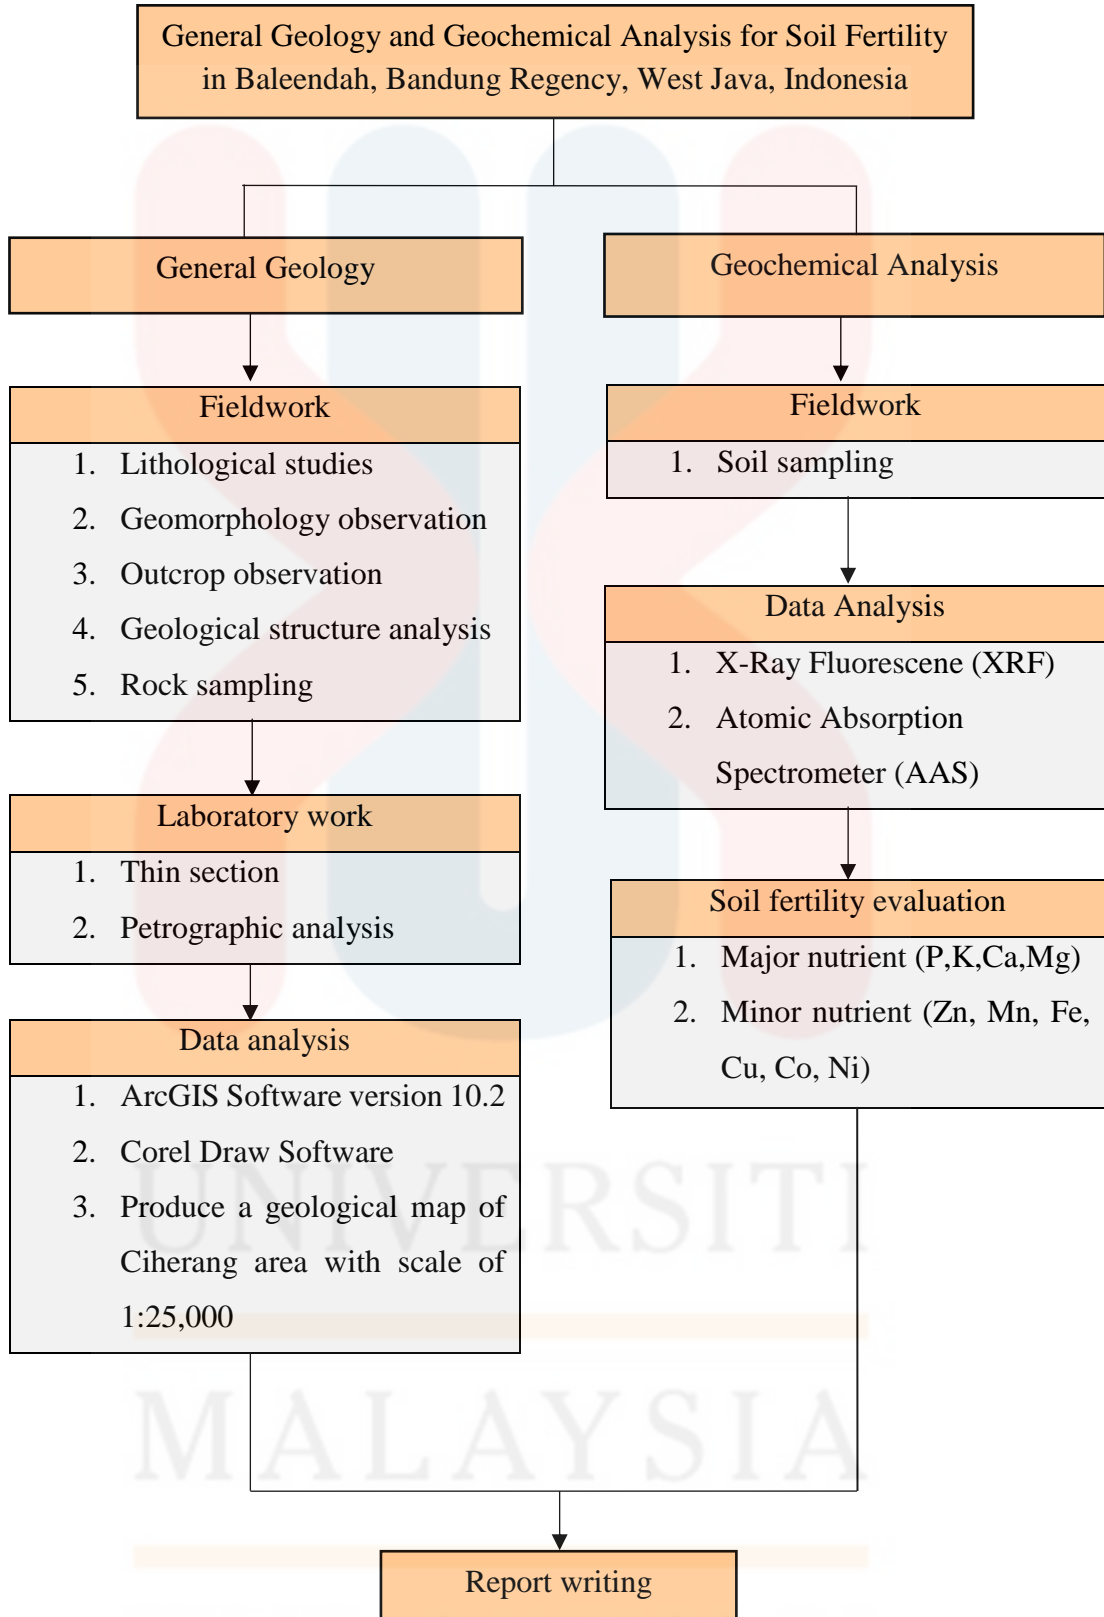 General Geology and Geochemical Analysis for Soil Fertility
in Baleendah, Bandung Regency, West Java, Indonesia
General Geology
Fieldwork
1. Lithological studies
2. Geomorphology observation
3. Outcrop observation
4. Geological structure analysis
5. Rock sampling
Laboratory work
1. Thin section
2. Petrographic analysis
Data analysis
1. ArcGIS Software version 10.2
2. Corel Draw Software
3. Produce a geological map of
Ciherang area with scale of
1:25,000
Geochemical Analysis
Fieldwork
1. Soil sampling
Data Analysis
1. X-Ray Fluorescene (XRF)
2. Atomic Absorption
Spectrometer (AAS)
Soil fertility evaluation
1. Major nutrient (P,K,Ca,Mg)
2. Minor nutrient (Zn, Mn, Fe,
Cu, Co, Ni)
Report writing
UNIVERSITI
MALAYSIA